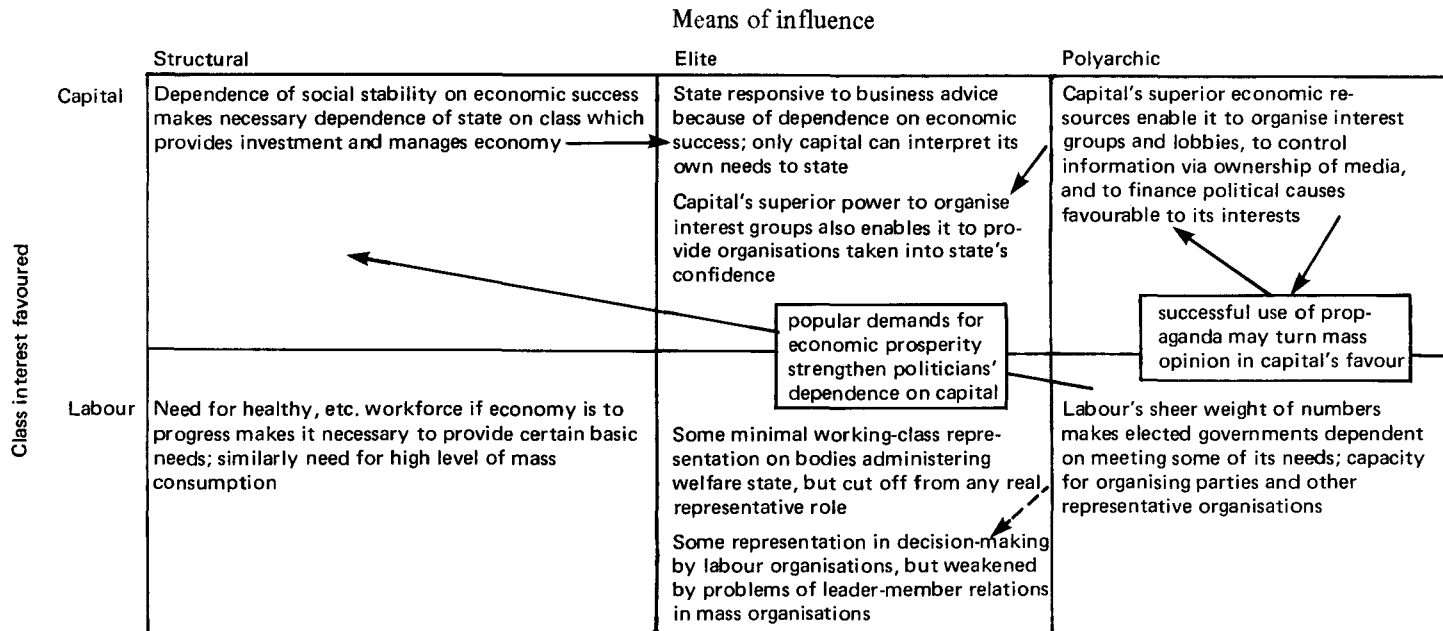 Means of influence
Structural
Elite
Polyarchic
Class interest favoured
Capital
Dependence of social stability on economic success
makes necessary dependence of state on class which
provides investment and manages economy
State responsive to business advice
because of dependence on economic
success; only capital can interpret its
own needs to state
Capital's superior power to organise
interest groups also enables it to pro-
vide organisations taken into state's
confidence
Capital's superior economic re-
sources enable it to organise interest
groups and lobbies, to control
information via ownership of media,
and to finance political causes
favourable to its interests
popular demands for
economic prosperity
strengthen politicians'
dependence on capital
successful use of prop-
aganda may turn mass
opinion in capital's favour
Labour
Need for healthy, etc. workforce if economy is to
progress makes it necessary to provide certain basic
needs; similarly need for high level of mass
consumption
Some minimal working-class repre-
sentation on bodies administering
welfare state, but cut off from any real
representative role
Some representation in decision-making
by labour organisations, but weakened
by problems of leader-member relations
in mass organisations
Labour's sheer weight of numbers
makes elected governments dependent
on meeting some of its needs; capacity
for organising parties and other
representative organisations